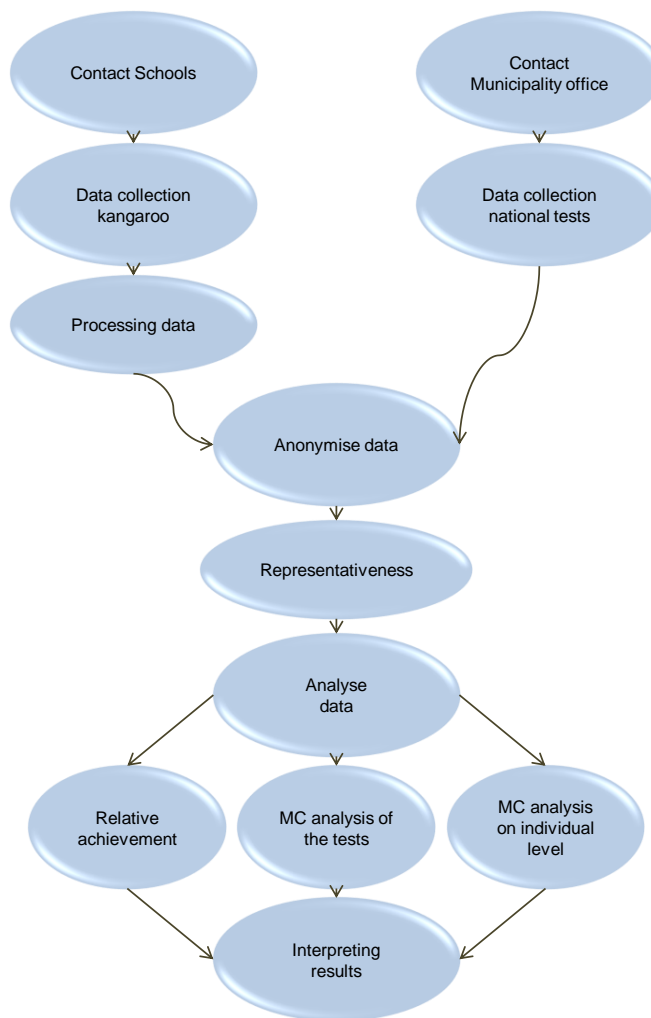 Contact Schools
Contact
Municipality office
Data collection
kangaroo
Data collection
national tests
Processing data
Anonymise data
Representativeness
Analyse
data
Relative
achievement
MC analysis of
the tests
MC analysis
on individual
level
Interpreting
results